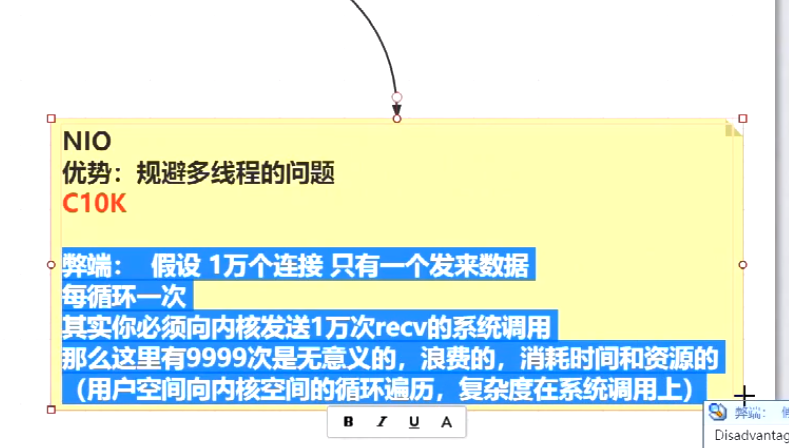 NIO
优势：规避多线程的问题
C10K
弊端： 假设 1万个连接 只有一个发来数据
每循环一次
其实你必须向内核发送1万次recv的系统调用
那么这里有9999次是无意义的，浪费的，消耗时间和资源的
（用户空间向内核空间的循环遍历，复杂度在系统调用上）
B I U A
弊端：